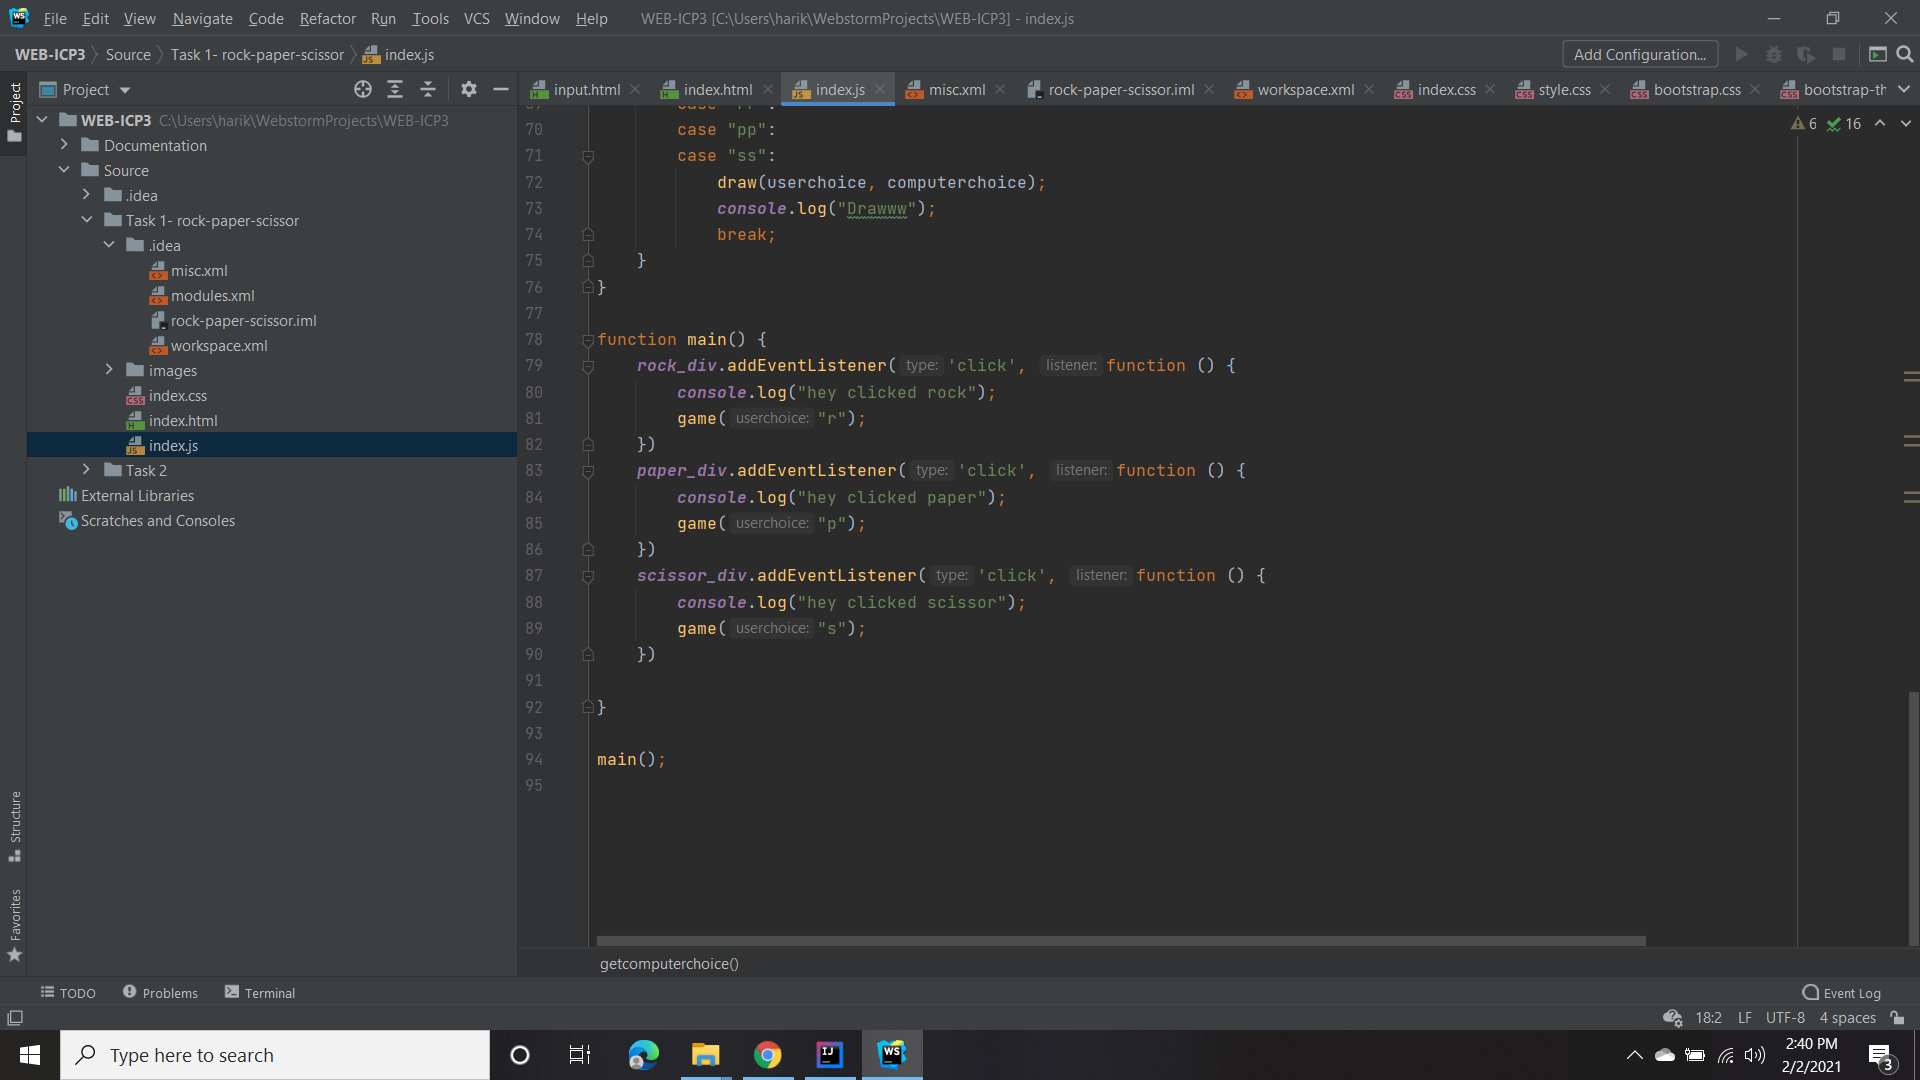 File Edit View Navigate Code Refactor Run Tools VCS Window Help WEB-ICP3 [C:\Users\harik\WebstormProjects\WEB-ICP3] - index.js
WEB-ICP3 Source Task 1- rock-paper-scissor index.js Add Configuration...
Project
Project
input.html index.html index.js misc.xml rock-paper-scissor.iml workspace.xml index.css style.css bootstrap.css bootstrap-th
WEB-ICP3 C:\Users\harik\WebstormProjects\WEB-ICP3
Documentation
Source
.idea
Task 1- rock-paper-scissor
.idea
misc.xml
modules.xml
rock-paper-scissor.iml
workspace.xml
images
index.css
index.html
index.js
Task 2
External Libraries
Scratches and Consoles
6 16
70 case "pp":
71 case "ss":
72 draw(userchoice, computerchoice);
73 console.log("Drawww");
74 break;
75 }
76 }
77
78 function main() {
79 rock_div.addEventListener( type: 'click', listener: function () {
80 console.log("hey clicked rock");
81 game( userchoice: "r");
82 })
83 paper_div.addEventListener( type: 'click', listener: function () {
84 console.log("hey clicked paper");
85 game( userchoice: "p");
86 })
87 scissor_div.addEventListener( type: 'click', listener: function () {
88 console.log("hey clicked scissor");
89 game( userchoice: "s");
90 })
91
92 }
93
94 main();
95
Structure
Favorites
getcomputerchoice()
TODO Problems Terminal Event Log
18:2 LF UTF-8 4 spaces
Type here to search
IJ
WS
2:40 PM
2/2/2021
3